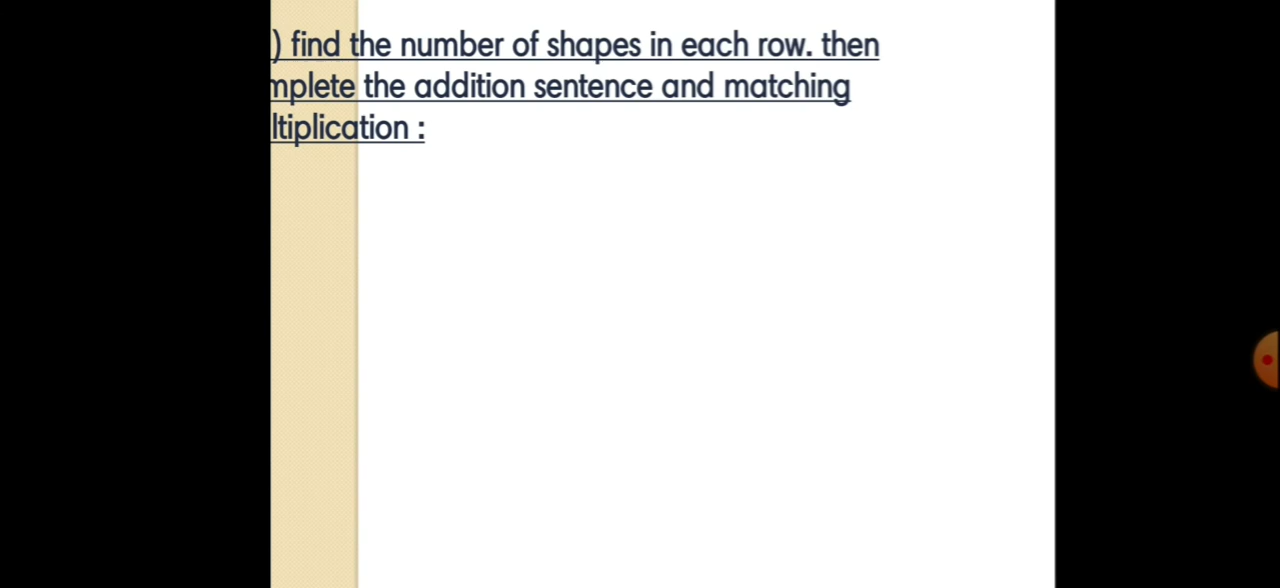 ) find the number of shapes in each row. then
mplete the addition sentence and matching
ltiplication :